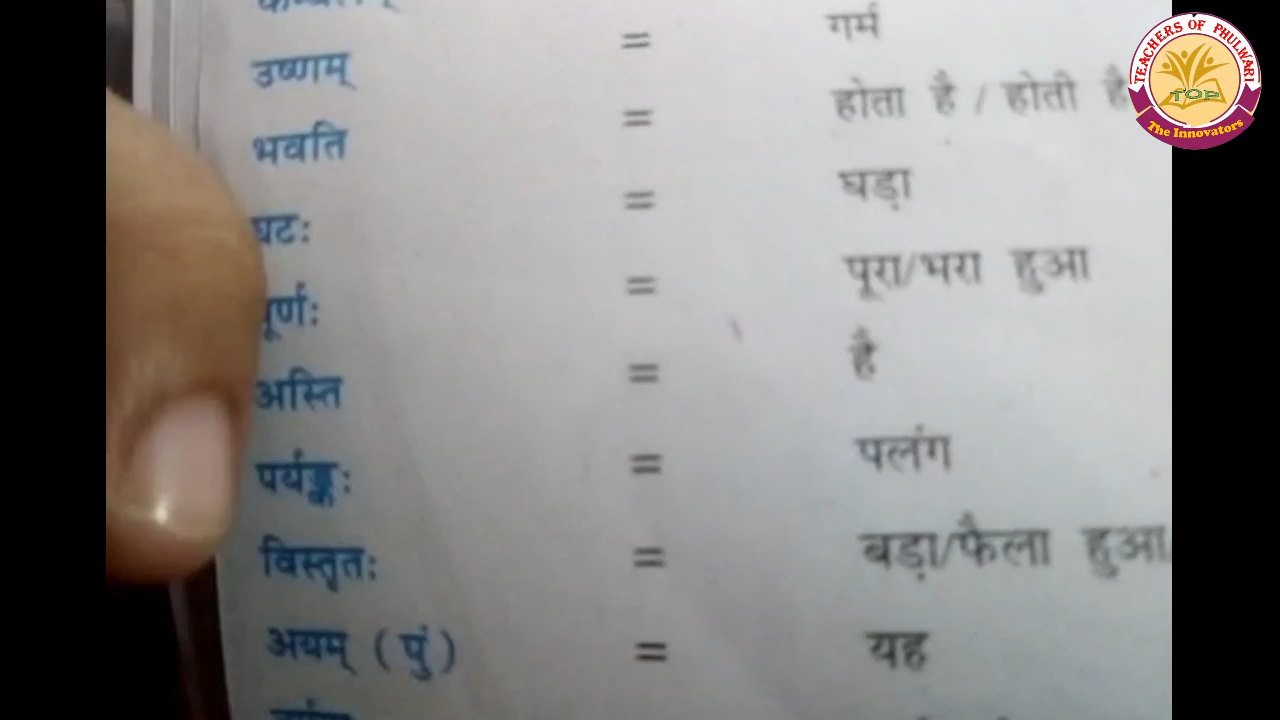 उष्णम् = गर्म
भवति = होता है / होती है
घटः = घड़ा
पूर्णः = पूरा/भरा हुआ
अस्ति = है
पर्यङ्कः = पलंग
विस्तृतः = बड़ा/फैला हुआ
अयम् (पुं) = यह
TEACHERS OF PHULWARI
TOP
The Innovators